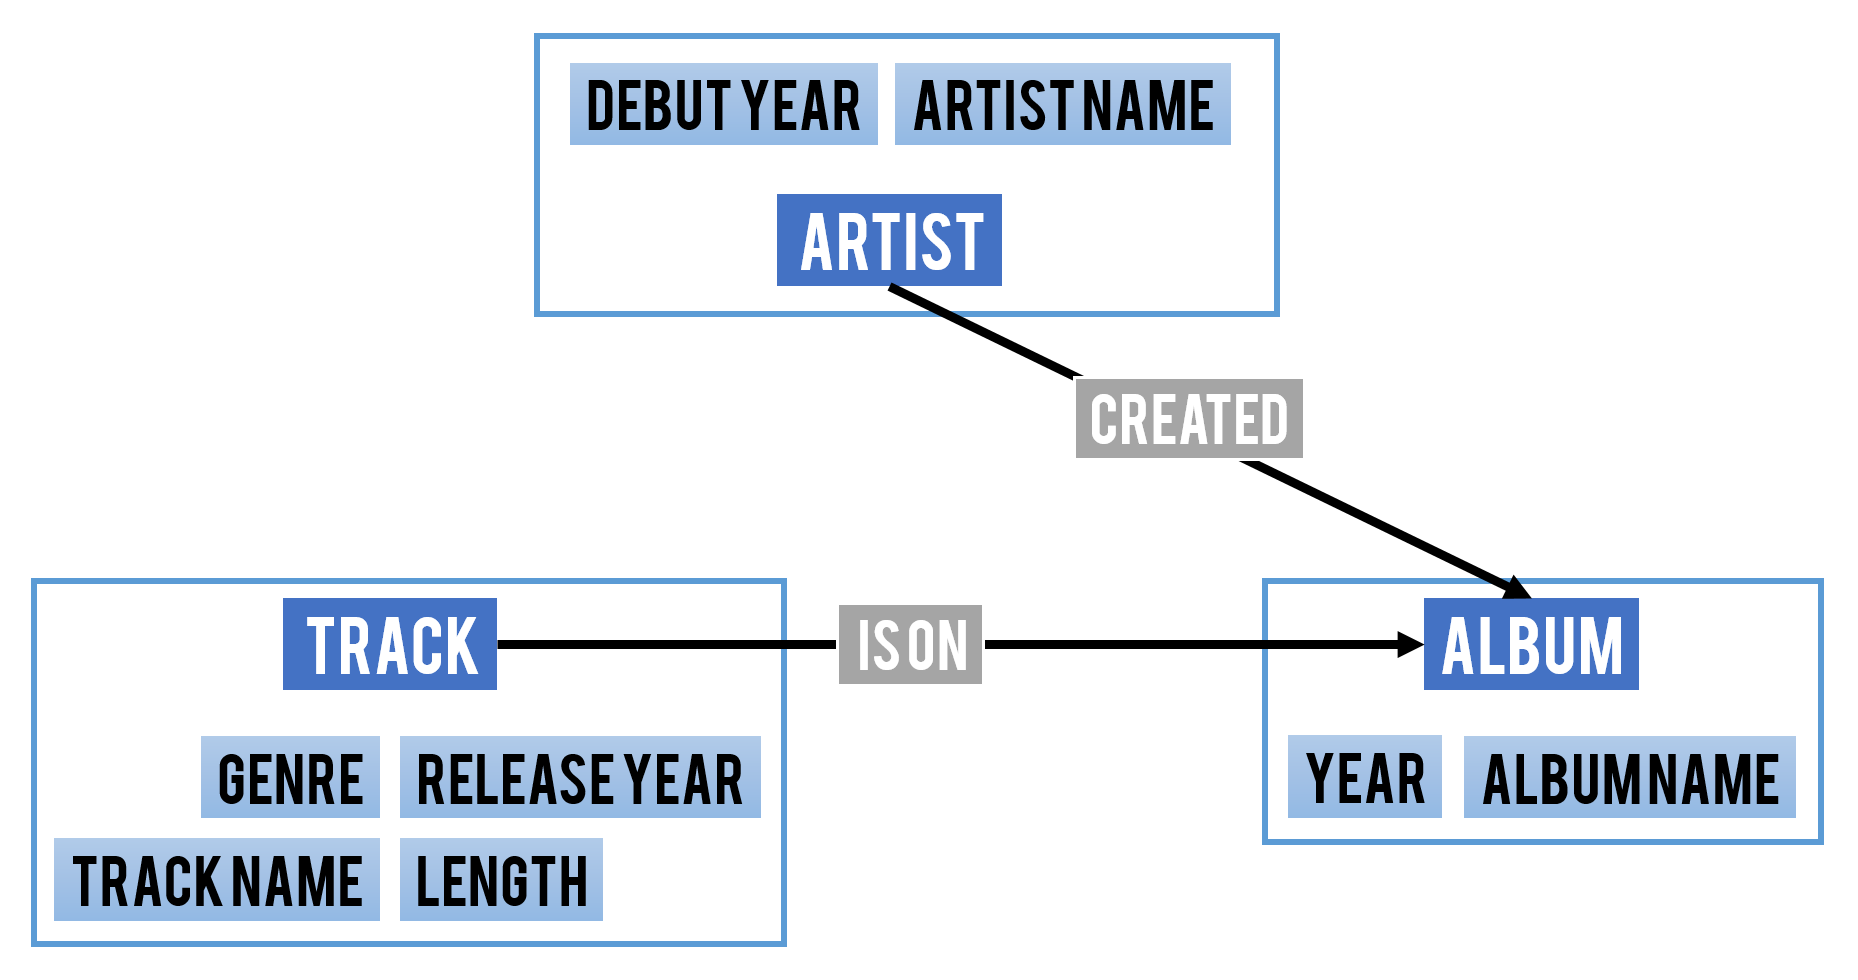 DEBUT YEAR
ARTIST NAME
ARTIST
CREATED
TRACK
IS ON
ALBUM
GENRE
RELEASE YEAR
YEAR
ALBUM NAME
TRACK NAME
LENGTH